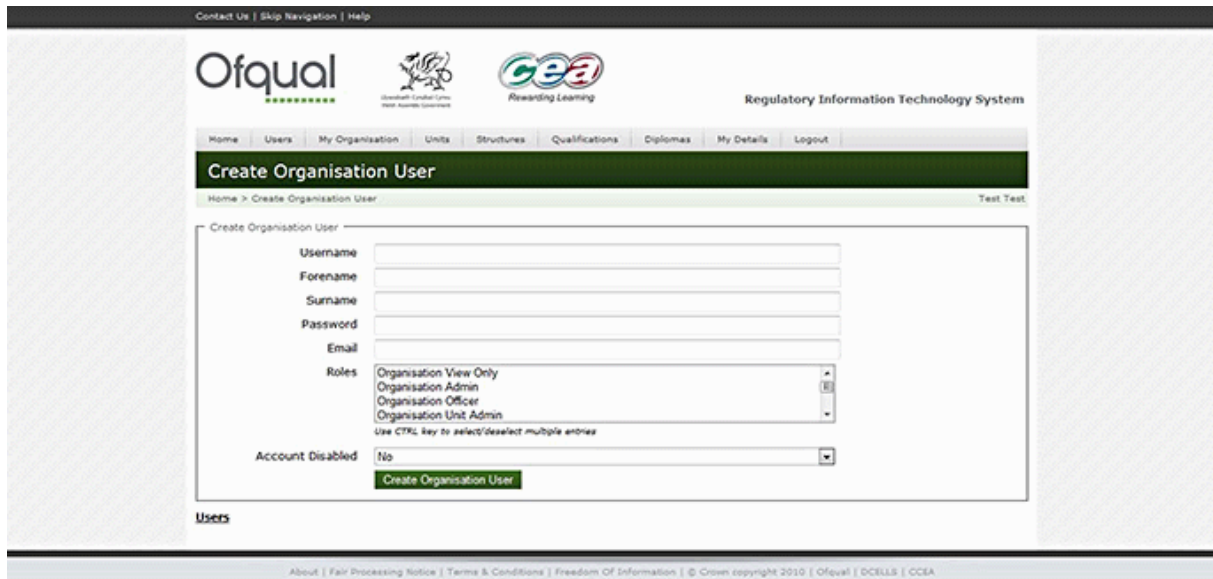 Contact Us | Skip Navigation | Help
Ofqual
cea
Rewarding Learning
Regulatory Information Technology System
Home Users My Organisation Units Structures Qualifications Diplomas My Details Logout
Create Organisation User
Home > Create Organisation User Test Test
Create Organisation User
Username
Forename
Surname
Password
Email
Roles Organisation View Only
Organisation Admin
Organisation Officer
Organisation Unit Admin
Use CTRL key to select/deselect multiple entries
Account Disabled No
Create Organisation User
Users
About | Fair Processing Notice | Terms & Conditions | Freedom Of Information | © Crown copyright 2010 | Ofqual | DCELLS | CCEA